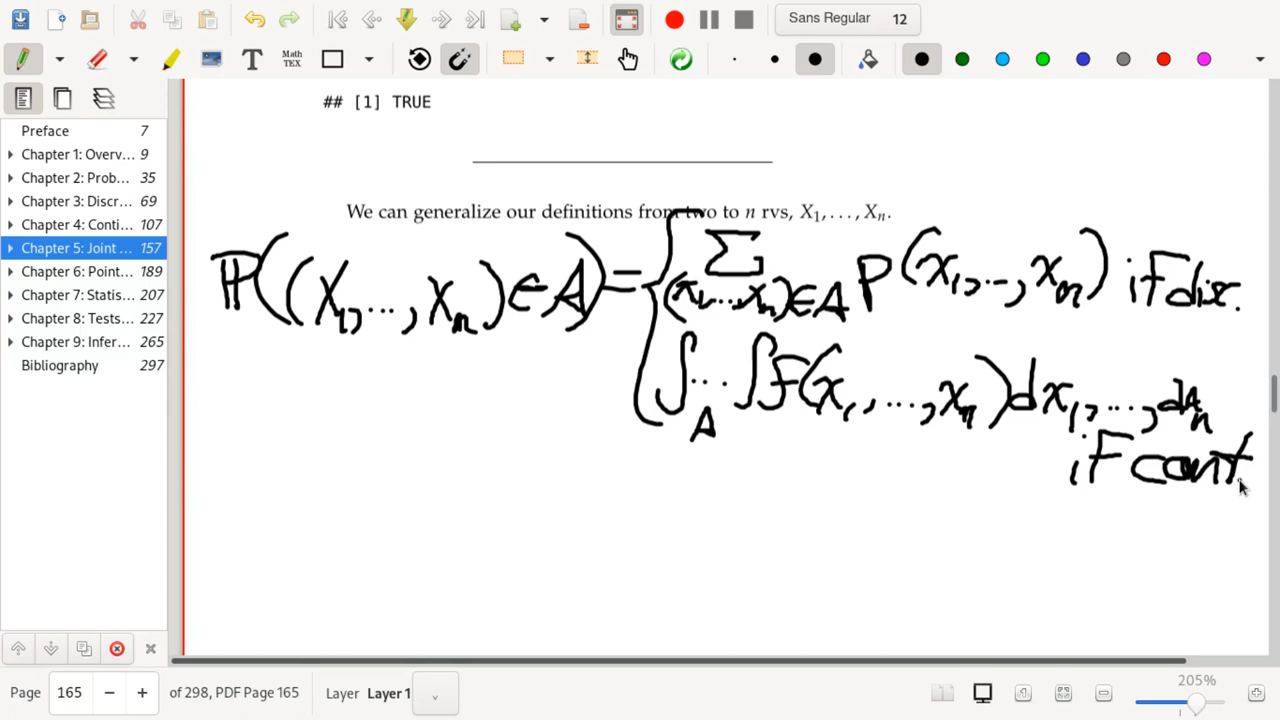 Sans Regular 12
T Math TEX
Preface 7
Chapter 1: Overv... 9
Chapter 2: Prob... 35
Chapter 3: Discr... 69
Chapter 4: Conti... 107
Chapter 5: Joint ... 157
Chapter 6: Point... 189
Chapter 7: Statis... 207
Chapter 8: Tests... 227
Chapter 9: Infer... 265
Bibliography 297
## [1] TRUE
We can generalize our definitions from two to n rvs, X₁, . . . , Xₙ.
ℙ((X₁, ..., Xₙ) ∈ A) = { Σ (x₁, ..., xₙ) ∈ A p(x₁, ..., xₙ) if disc.
∫ ... ∫ A f(x₁, ..., xₙ) dx₁, ..., dxₙ
if cont.
Page 165 − + of 298, PDF Page 165 Layer Layer 1 205%